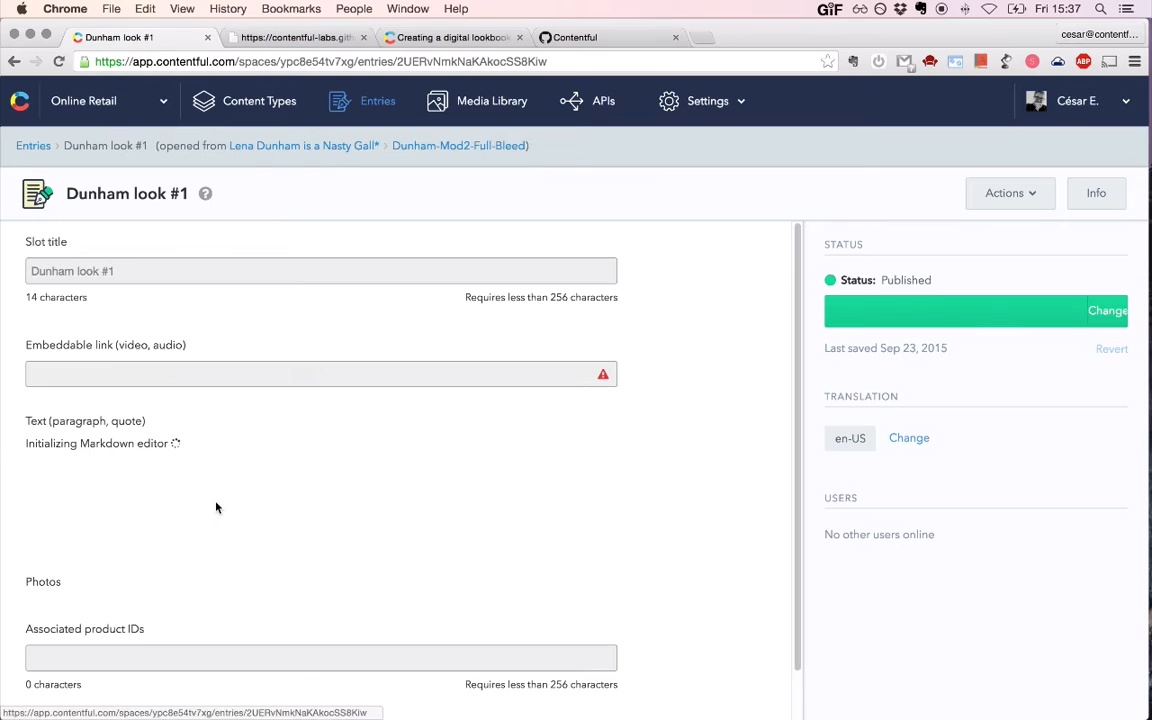 Chrome File Edit View History Bookmarks People Window Help GIF Fri 15:37
Dunham look #1 https://contentful-labs.gith Creating a digital lookbook. Contentful cesar@contentf...
https://app.contentful.com/spaces/ypc8e54tv7xg/entries/2UERvNmkNaKAkocSS8Kiw
Online Retail Content Types Entries Media Library APIs Settings César E.
Entries › Dunham look #1 (opened from Lena Dunham is a Nasty Gall* › Dunham-Mod2-Full-Bleed)
Dunham look #1 ? Actions Info
Slot title
Dunham look #1
14 characters Requires less than 256 characters
Embeddable link (video, audio)
Text (paragraph, quote)
Initializing Markdown editor
Photos
Associated product IDs
0 characters Requires less than 256 characters
STATUS
Status: Published
Change
Last saved Sep 23, 2015 Revert
TRANSLATION
en-US Change
USERS
No other users online
https://app.contentful.com/spaces/ypc8e54tv7xg/entries/2UERvNmkNaKAkocSS8Kiw